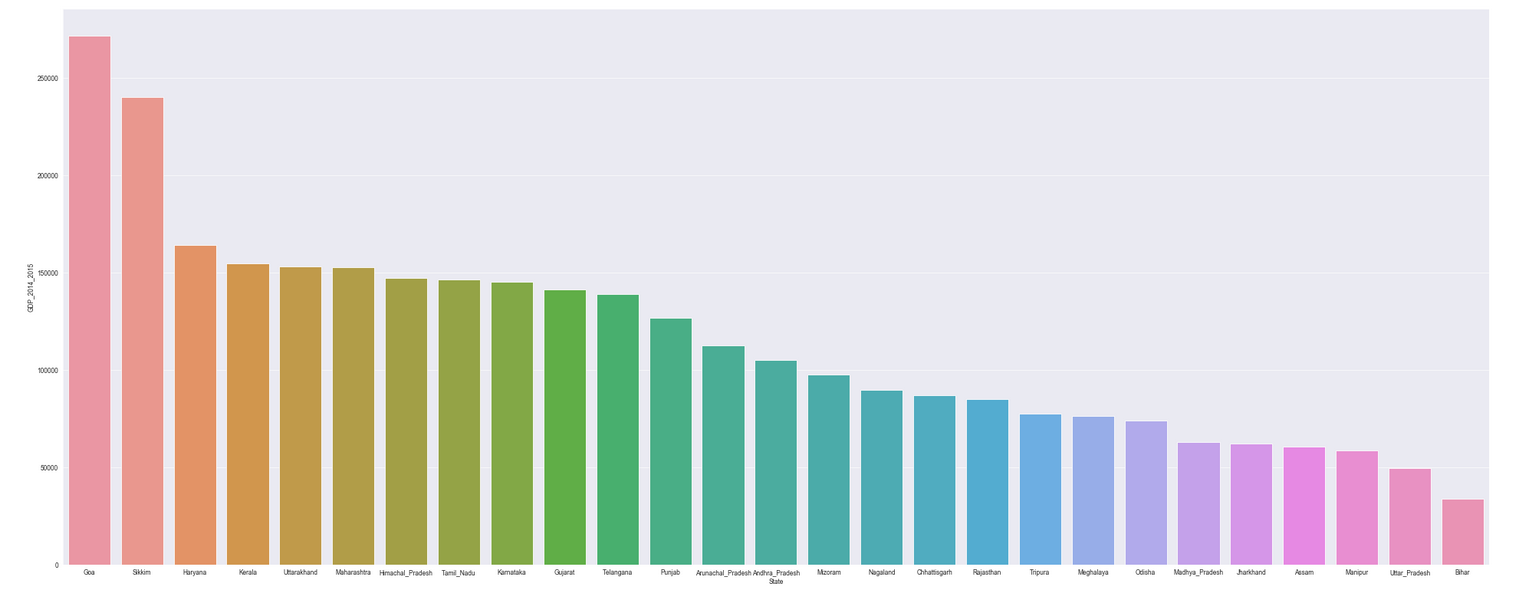 GDP_2014_2015
250000
200000
150000
100000
50000
0
Goa Sikkim Haryana Kerala Uttarakhand Maharashtra Himachal_Pradesh Tamil_Nadu Karnataka Gujarat Telangana Punjab Arunachal_Pradesh Andhra_Pradesh Mizoram Nagaland Chhattisgarh Rajasthan Tripura Meghalaya Odisha Madhya_Pradesh Jharkhand Assam Manipur Uttar_Pradesh Bihar
State